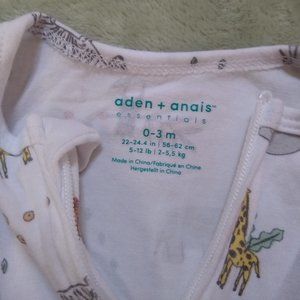 aden + anais™
essentials
0-3 m
22-24.4 in | 56-62 cm
5-12 lb | 2-5,5 kg
Made in China/Fabriqué en Chine
Hergestellt in China